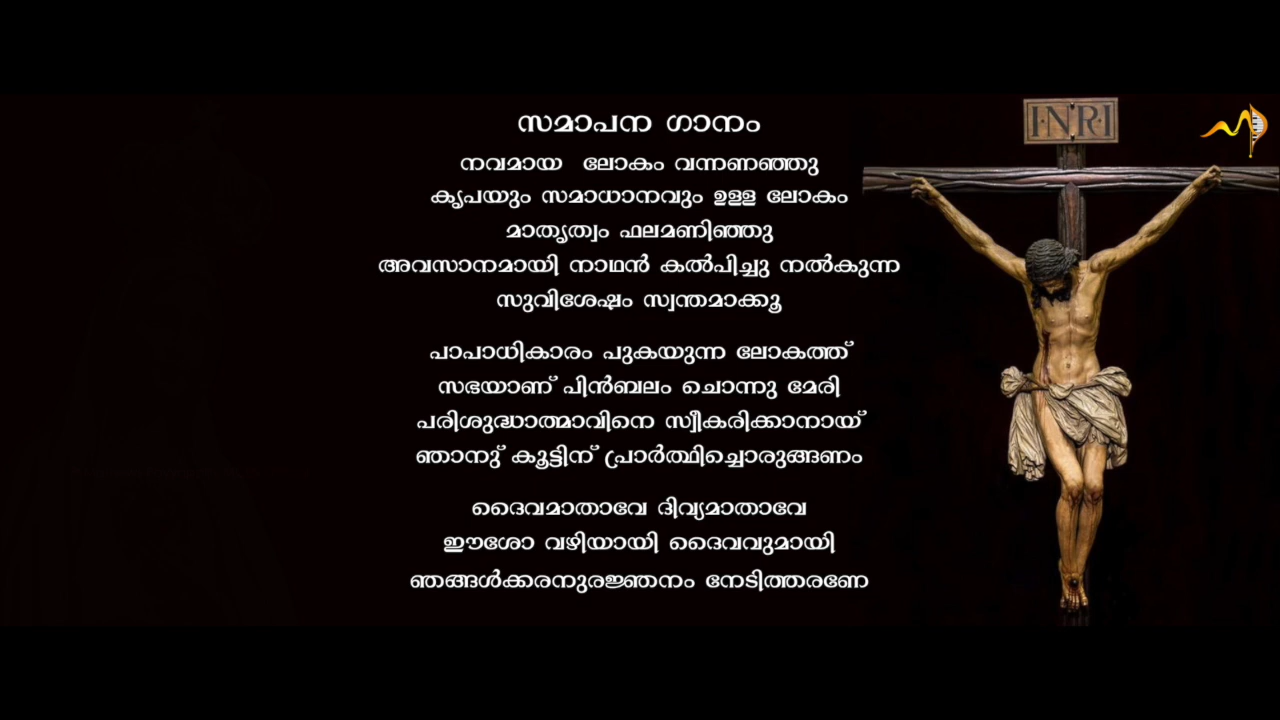 സമാപന ഗാനം
I·N·R·I
നവമായ ലോകം വന്നണഞ്ഞു
കൃപയും സമാധാനവും ഉള്ള ലോകം
മാതൃത്വം ഫലമണിഞ്ഞു
അവസാനമായി നാഥൻ കൽപിച്ചു നൽകുന്ന
സുവിശേഷം സ്വന്തമാക്കൂ
പാപാധികാരം പുകയുന്ന ലോകത്ത്
സഭയാണ് പിൻബലം ചൊന്നു മേരി
പരിശുദ്ധാത്മാവിനെ സ്വീകരിക്കാനായ്
ഞാനു് കൂട്ടിന് പ്രാർത്ഥിച്ചൊരുങ്ങണം
ദൈവമാതാവേ ദിവ്യമാതാവേ
ഈശോ വഴിയായി ദൈവവുമായി
ഞങ്ങൾക്കരനുരഞ്ജനം നേടിത്തരണേ